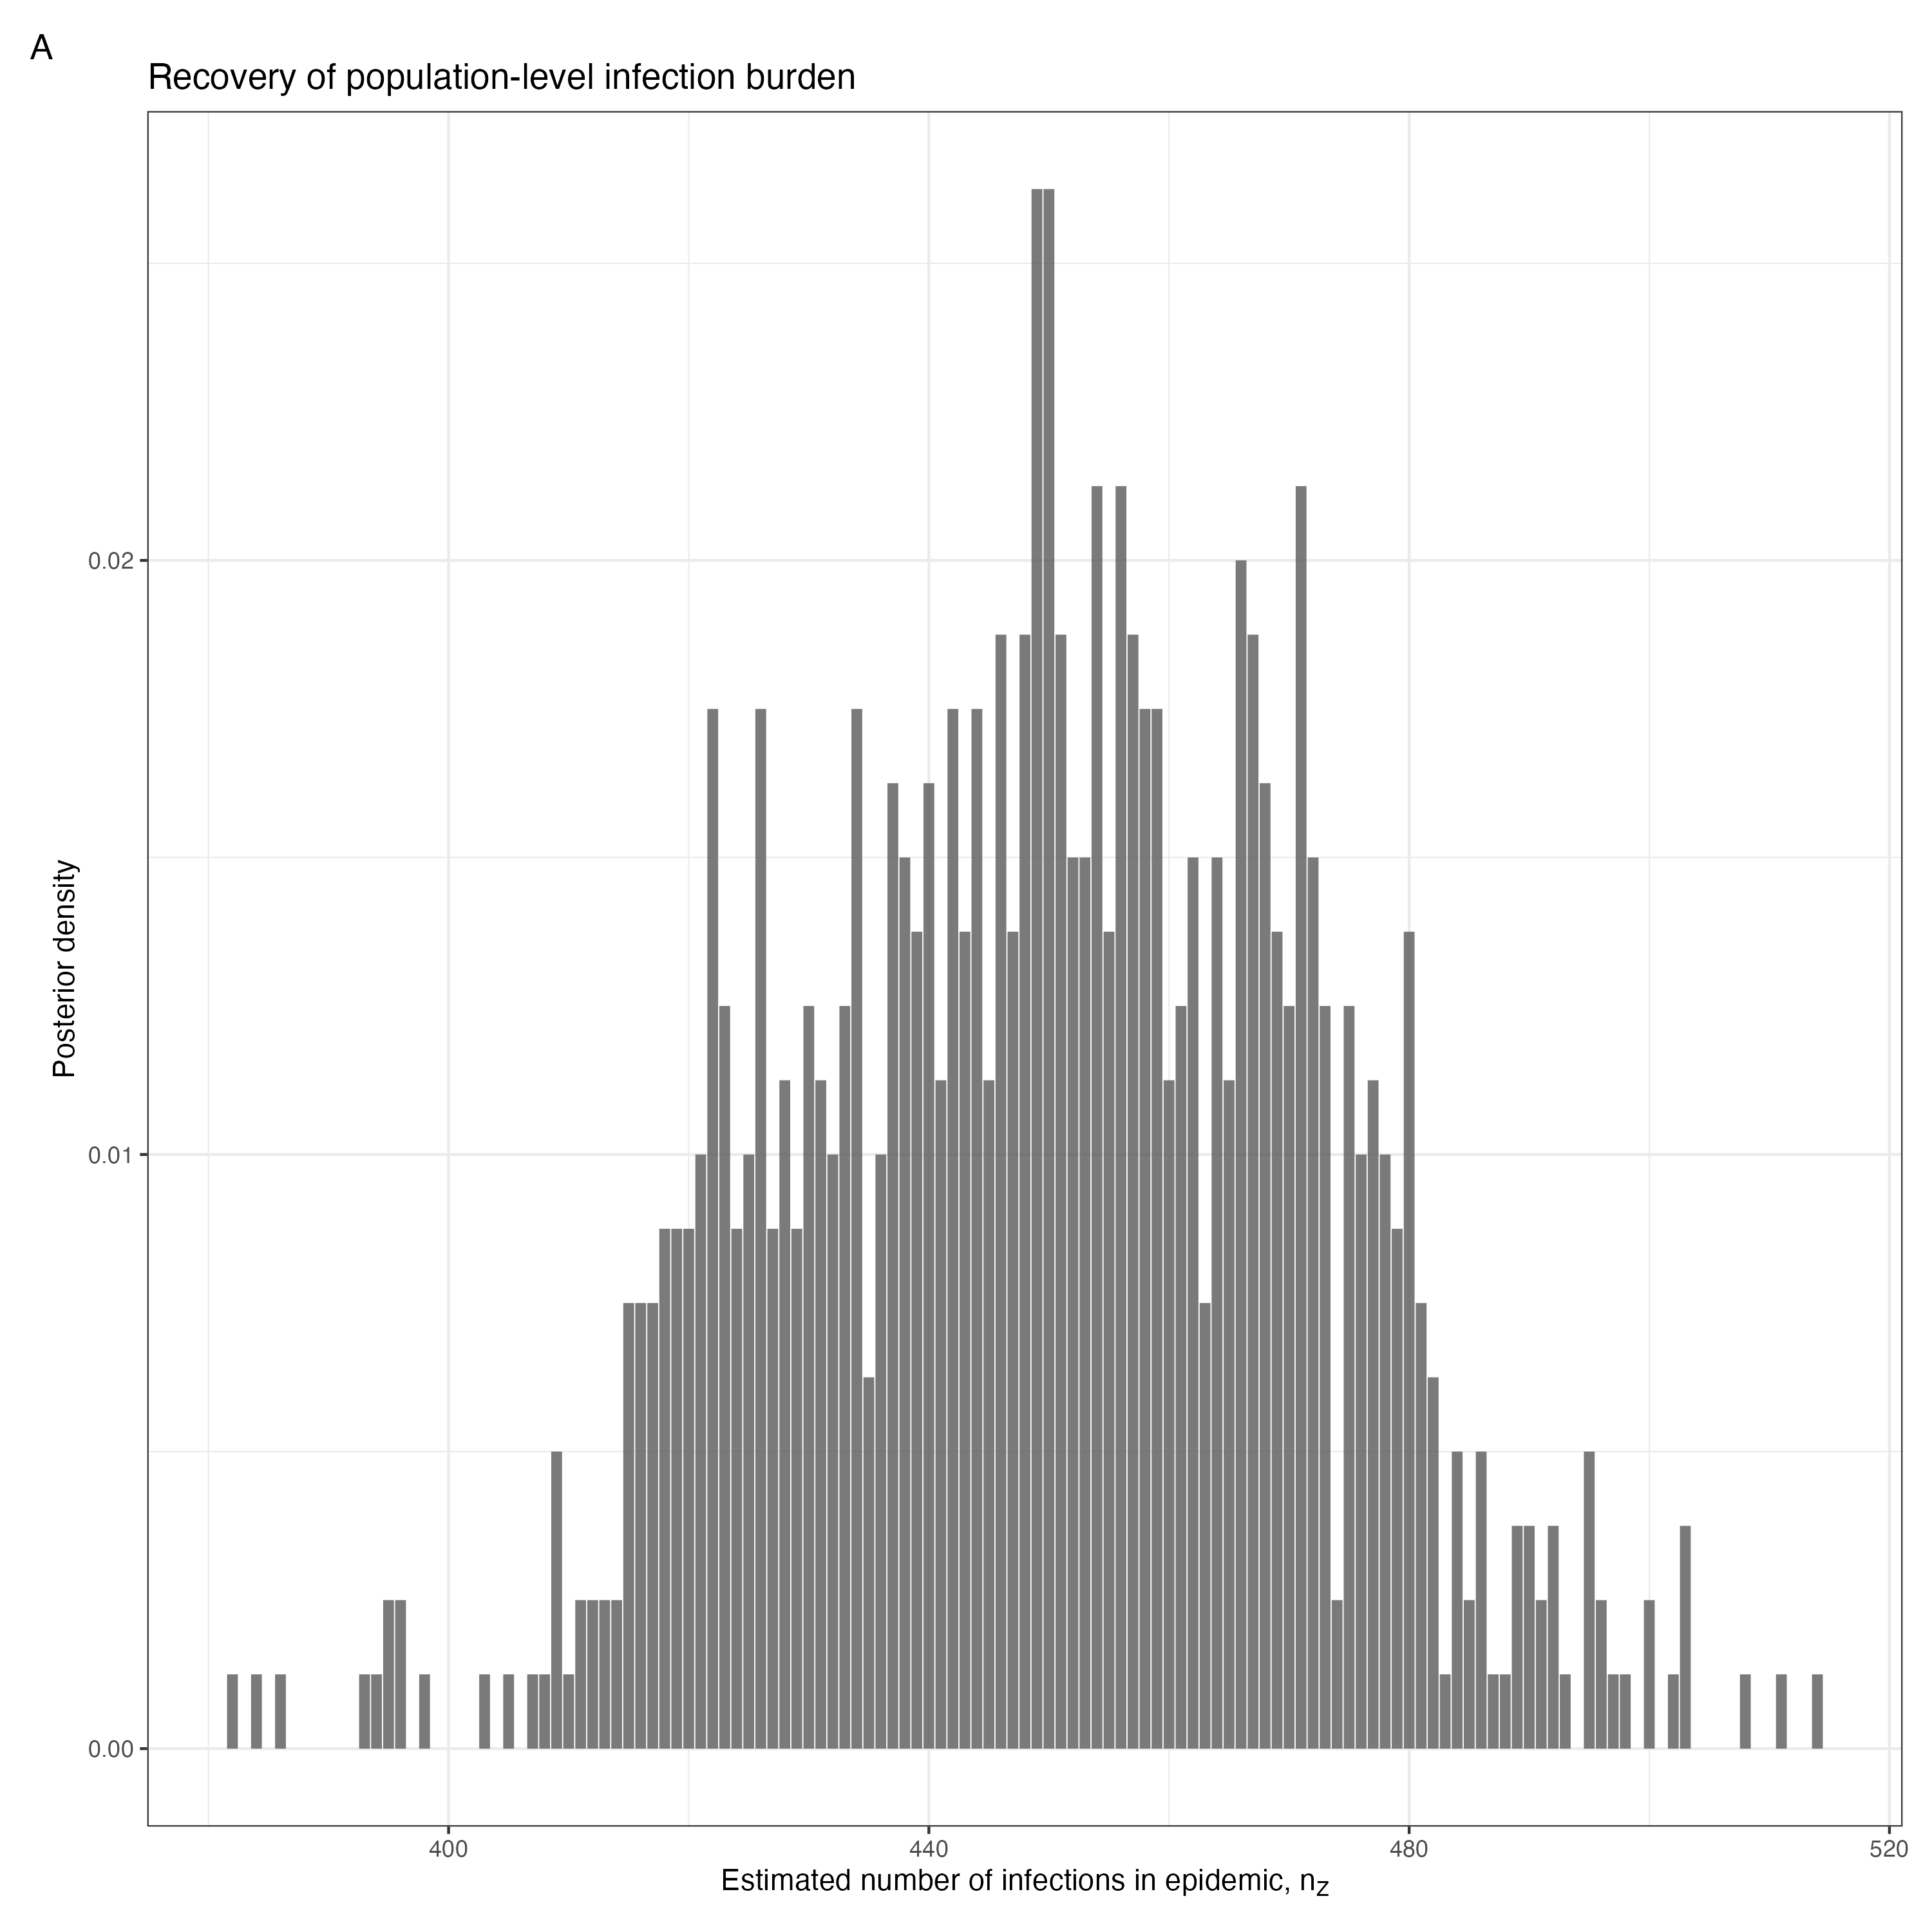 A
Recovery of population-level infection burden
Posterior density
0.02
0.01
0.00
400
440
480
520
Estimated number of infections in epidemic, nZ